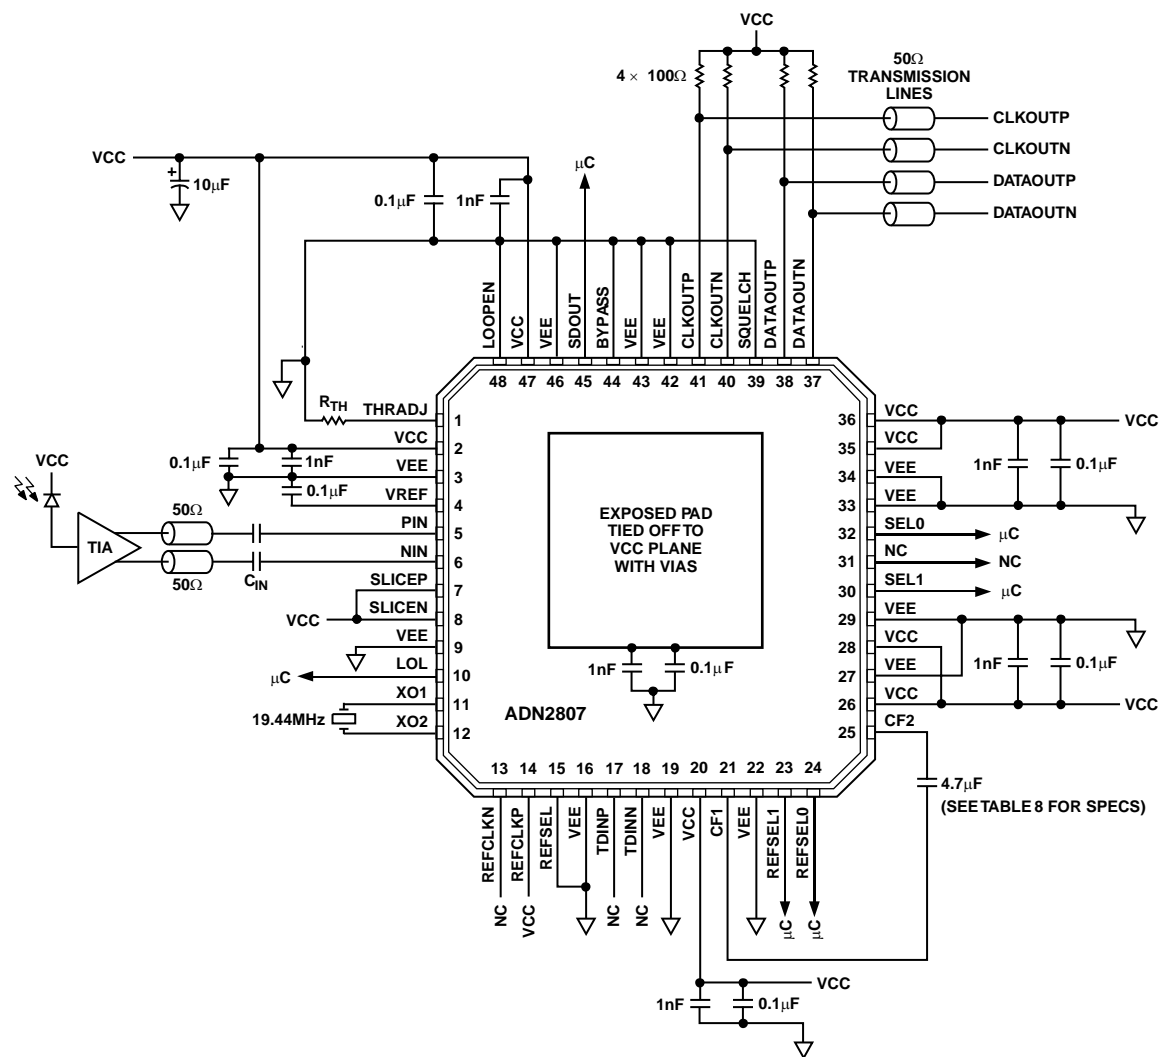 VCC
4 × 100Ω
50Ω
TRANSMISSION
LINES
CLKOUTP
CLKOUTN
DATAOUTP
DATAOUTN
VCC
+
10μF
0.1μF
1nF
μC
LOOPEN
VCC
VEE
SDOUT
BYPASS
VEE
VEE
CLKOUTP
CLKOUTN
SQUELCH
DATAOUTP
DATAOUTN
48
47
46
45
44
43
42
41
40
39
38
37
RTH
THRADJ
1
VCC
2
0.1μF
1nF
VEE
3
0.1μF
VREF
4
VCC
TIA
50Ω
PIN
5
NIN
6
50Ω
CIN
SLICEP
7
VCC
SLICEN
8
VEE
9
μC
LOL
10
XO1
11
19.44MHz
XO2
12
EXPOSED PAD
TIED OFF TO
VCC PLANE
WITH VIAS
1nF
0.1μF
ADN2807
36
VCC
VCC
35
VCC
1nF
0.1μF
34
VEE
33
VEE
32
SEL0
μC
31
NC
NC
30
SEL1
μC
29
VEE
28
VCC
1nF
0.1μF
27
VEE
26
VCC
VCC
25
CF2
4.7μF
(SEE TABLE 8 FOR SPECS)
13
14
15
16
17
18
19
20
21
22
23
24
REFCLKN
REFCLKP
REFSEL
VEE
TDINP
TDINN
VEE
VCC
CF1
VEE
REFSEL1
REFSEL0
NC
VCC
NC
NC
μC
μC
VCC
1nF
0.1μF